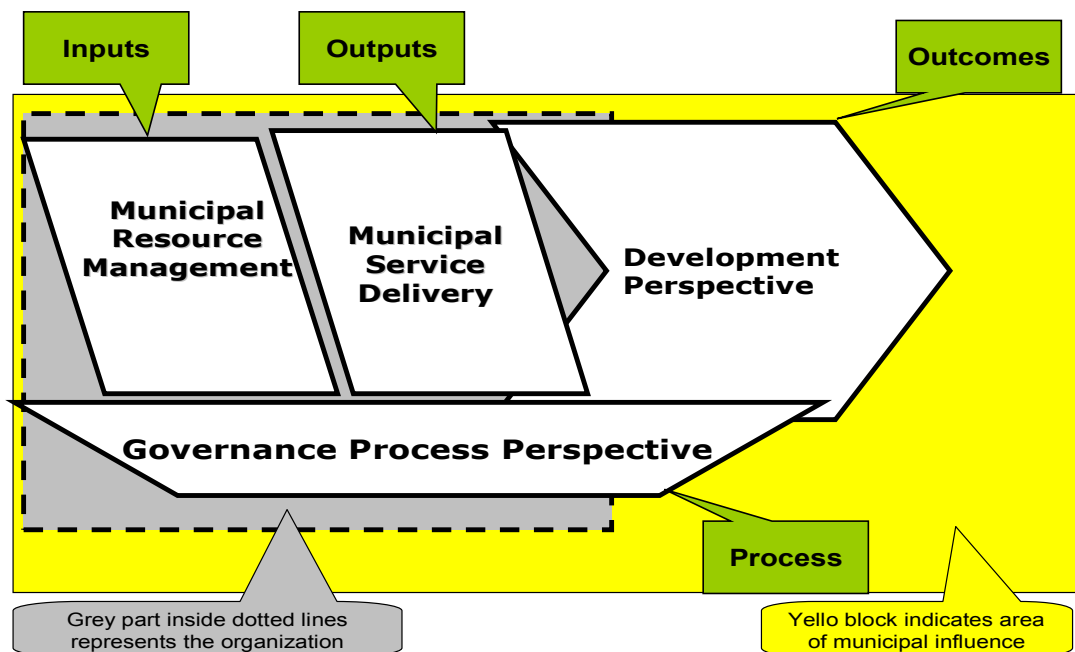 Inputs
Outputs
Outcomes
Municipal
Resource
Management
Municipal
Service
Delivery
Development
Perspective
Governance Process Perspective
Process
Grey part inside dotted lines
represents the organization
Yello block indicates area
of municipal influence